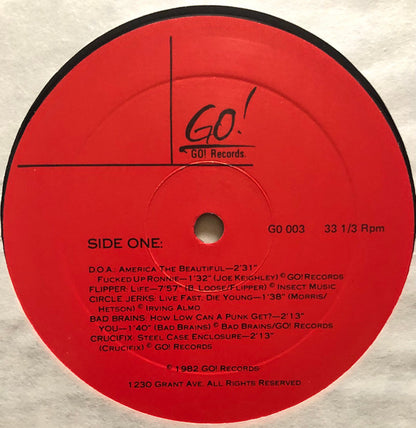 GO!
GO! Records.
GO 003 33 1/3 Rpm
SIDE ONE:
D.O.A: AMERICA THE BEAUTIFUL—2'31"
FUCKED UP RONNIE—1'32" (JOE KEIGHLEY) © GO! RECORDS
FLIPPER: LIFE—7'57" (B. LOOSE/FLIPPER) © INSECT MUSIC
CIRCLE JERKS: LIVE FAST, DIE YOUNG—1'38" (MORRIS/
HETSON) © IRVING ALMO
BAD BRAINS: HOW LOW CAN A PUNK GET?—2'13"
YOU—1'40" (BAD BRAINS) © BAD BRAINS/GO! RECORDS
CRUCIFIX: STEEL CASE ENCLOSURE—2'13"
(CRUCIFIX) © GO! RECORDS
© 1982 GO! RECORDS
1230 GRANT AVE. ALL RIGHTS RESERVED